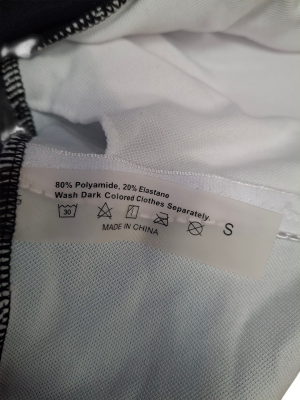 80% Polyamide, 20% Elastane
Wash Dark Colored Clothes Separately.
30
S
MADE IN CHINA